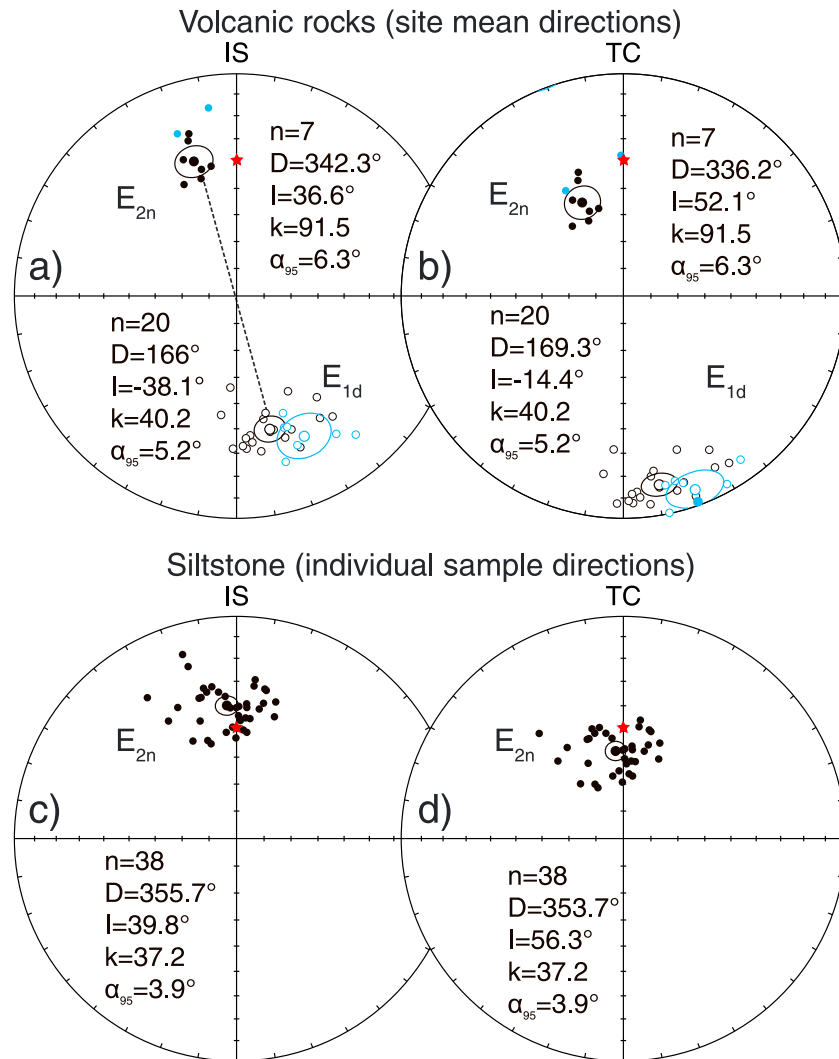 Volcanic rocks (site mean directions)
IS
TC
n=7
D=342.3°
I=36.6°
k=91.5
α95=6.3°
E2n
a)
n=7
D=336.2°
I=52.1°
k=91.5
α95=6.3°
E2n
b)
n=20
D=166°
I=-38.1°
k=40.2
α95=5.2°
E1d
n=20
D=169.3°
I=-14.4°
k=40.2
α95=5.2°
E1d
Siltstone (individual sample directions)
IS
TC
E2n
c)
E2n
d)
n=38
D=355.7°
I=39.8°
k=37.2
α95=3.9°
n=38
D=353.7°
I=56.3°
k=37.2
α95=3.9°